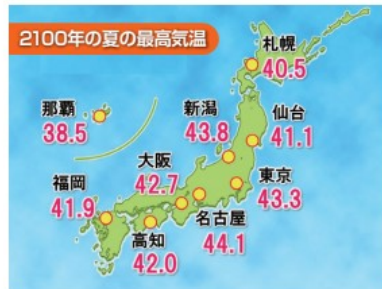 2100年の夏の最高気温
札幌
40.5
那覇
38.5
新潟
43.8
仙台
41.1
大阪
42.7
福岡
41.9
東京
43.3
名古屋
44.1
高知
42.0